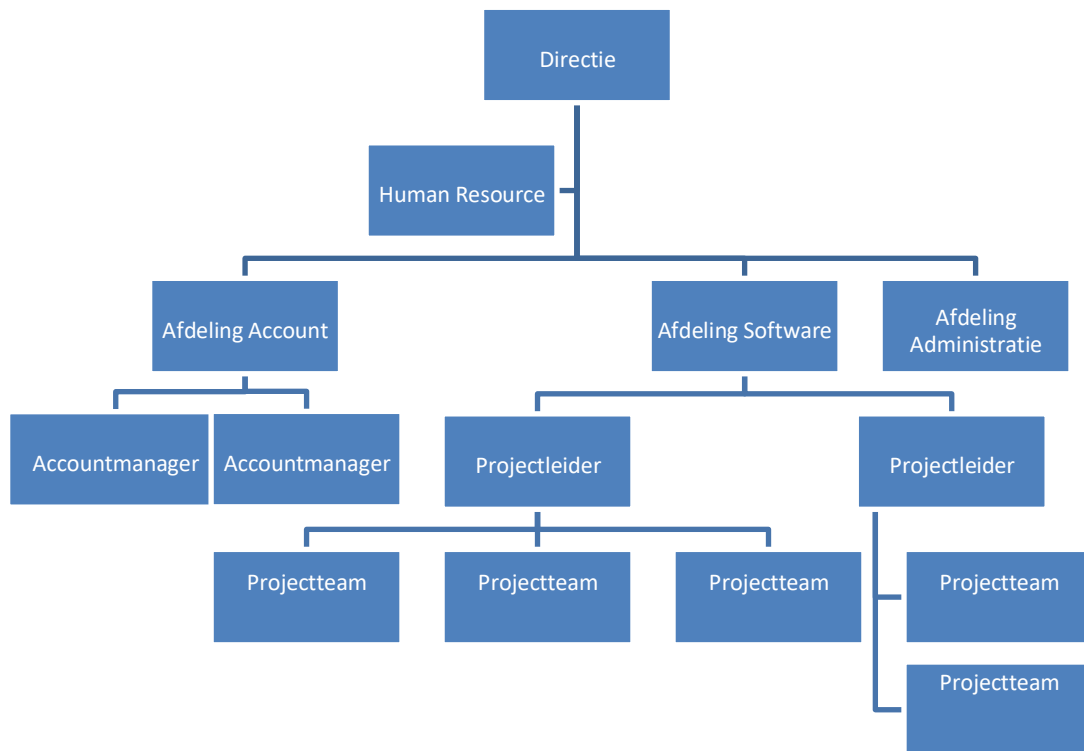 Directie
Human Resource
Afdeling Account
Afdeling Software
Afdeling
Administratie
Accountmanager
Accountmanager
Projectleider
Projectleider
Projectteam
Projectteam
Projectteam
Projectteam
Projectteam